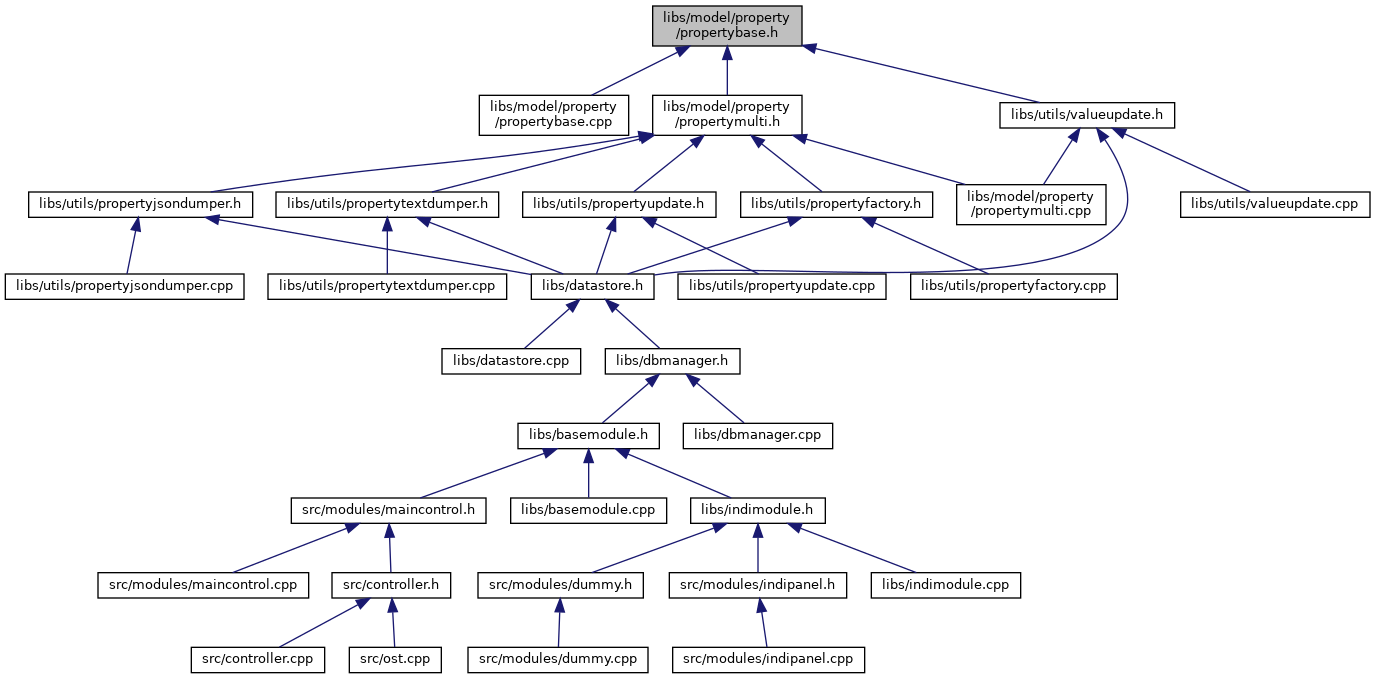 libs/model/property
/propertybase.h
libs/model/property
/propertybase.cpp
libs/model/property
/propertymulti.h
libs/utils/valueupdate.h
libs/utils/propertyjsondumper.h
libs/utils/propertytextdumper.h
libs/utils/propertyupdate.h
libs/utils/propertyfactory.h
libs/model/property
/propertymulti.cpp
libs/utils/valueupdate.cpp
libs/utils/propertyjsondumper.cpp
libs/utils/propertytextdumper.cpp
libs/datastore.h
libs/utils/propertyupdate.cpp
libs/utils/propertyfactory.cpp
libs/datastore.cpp
libs/dbmanager.h
libs/basemodule.h
libs/dbmanager.cpp
src/modules/maincontrol.h
libs/basemodule.cpp
libs/indimodule.h
src/modules/maincontrol.cpp
src/controller.h
src/modules/dummy.h
src/modules/indipanel.h
libs/indimodule.cpp
src/controller.cpp
src/ost.cpp
src/modules/dummy.cpp
src/modules/indipanel.cpp